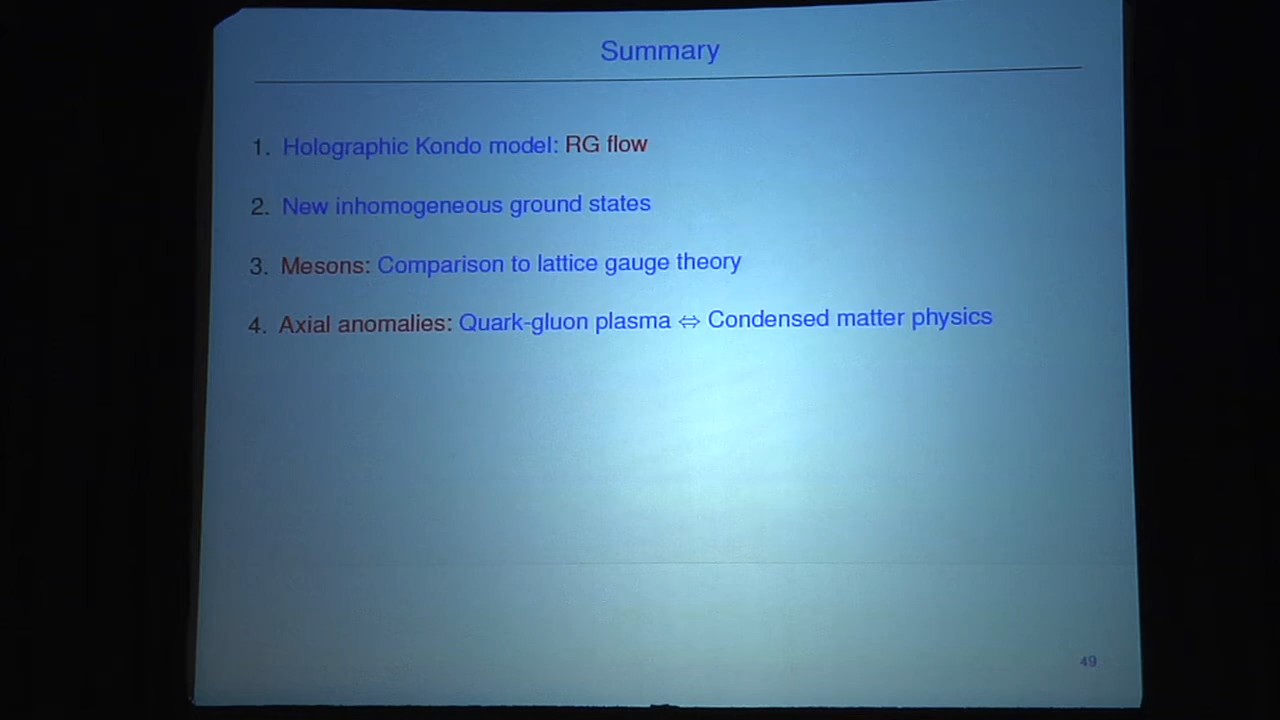 Summary
1. Holographic Kondo model: RG flow
2. New inhomogeneous ground states
3. Mesons: Comparison to lattice gauge theory
4. Axial anomalies: Quark-gluon plasma ⇔ Condensed matter physics
49